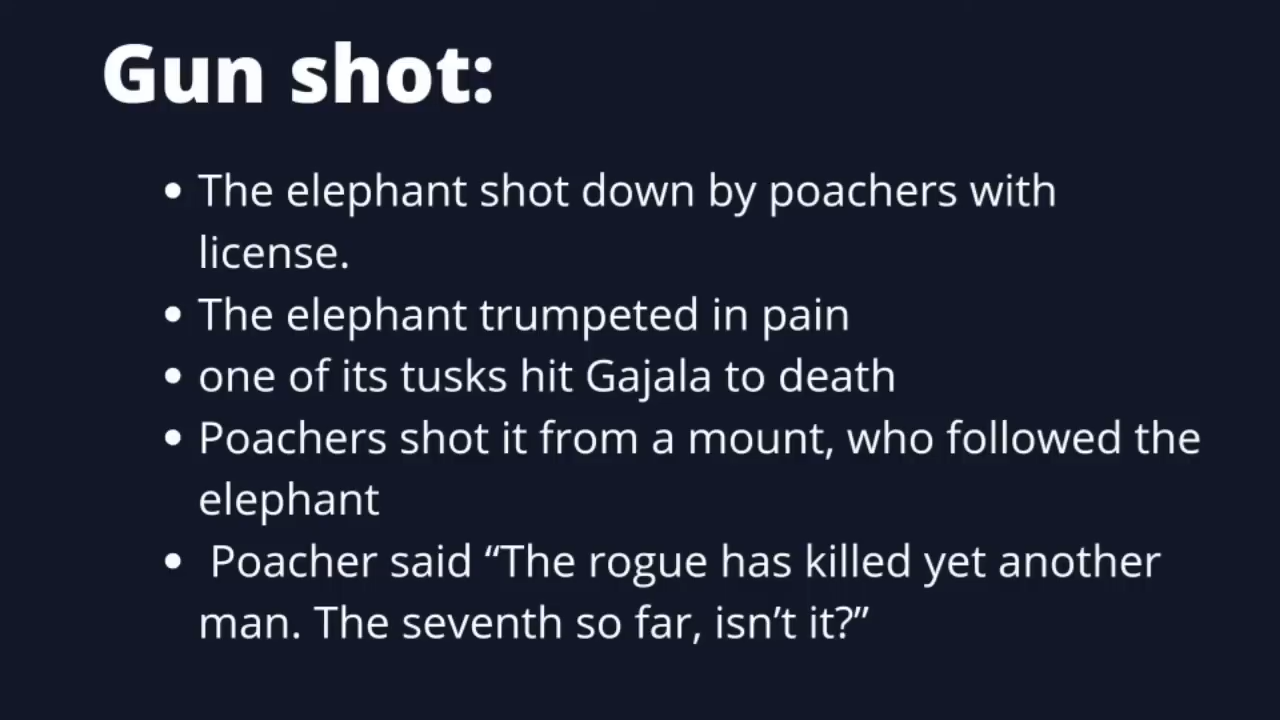 Gun shot:
• The elephant shot down by poachers with
license.
• The elephant trumpeted in pain
• one of its tusks hit Gajala to death
• Poachers shot it from a mount, who followed the
elephant
• Poacher said “The rogue has killed yet another
man. The seventh so far, isn’t it?”